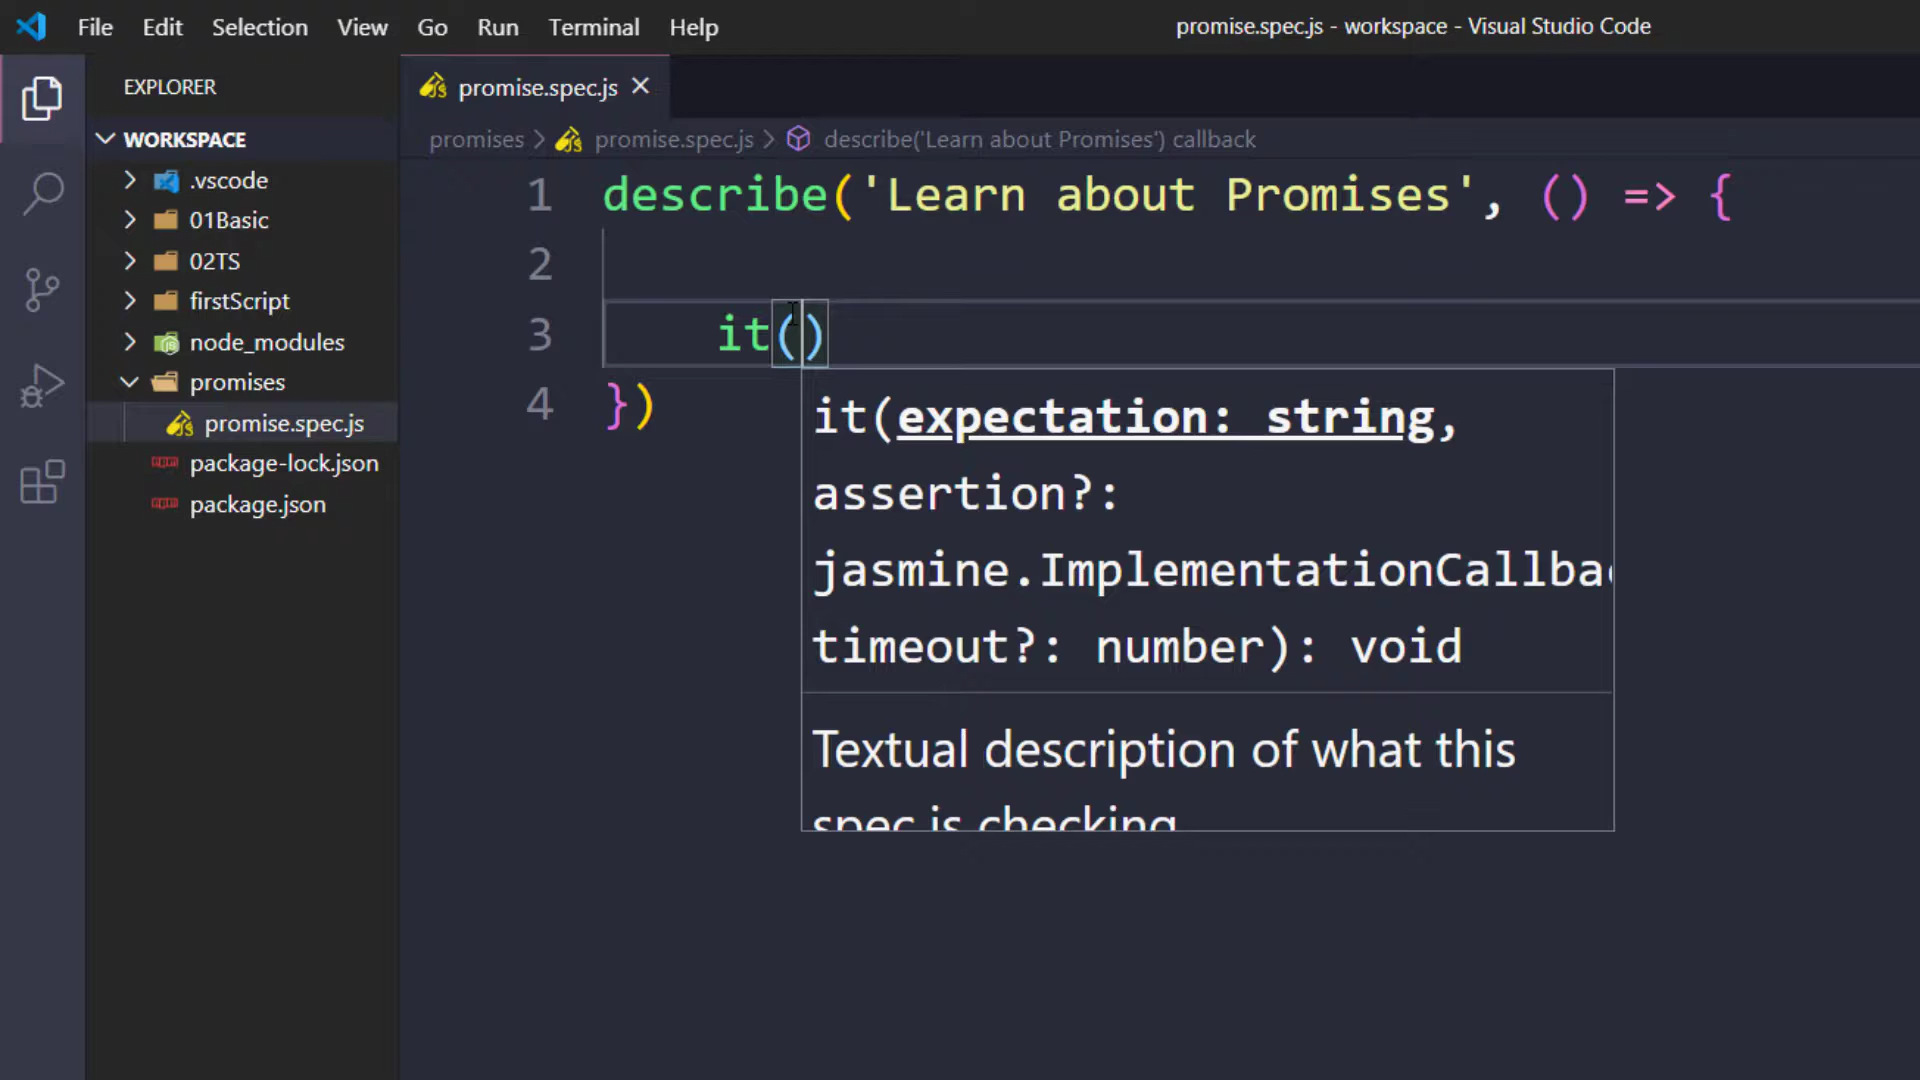 File Edit Selection View Go Run Terminal Help
promise.spec.js - workspace - Visual Studio Code
EXPLORER
WORKSPACE
.vscode
01Basic
02TS
firstScript
node_modules
promises
promise.spec.js
package-lock.json
package.json
promise.spec.js
promises > promise.spec.js > describe('Learn about Promises') callback
1 describe('Learn about Promises', () => {
2
3 it()
4 })
it(expectation: string,
assertion?:
jasmine.ImplementationCallba
timeout?: number): void
Textual description of what this
spec is checking